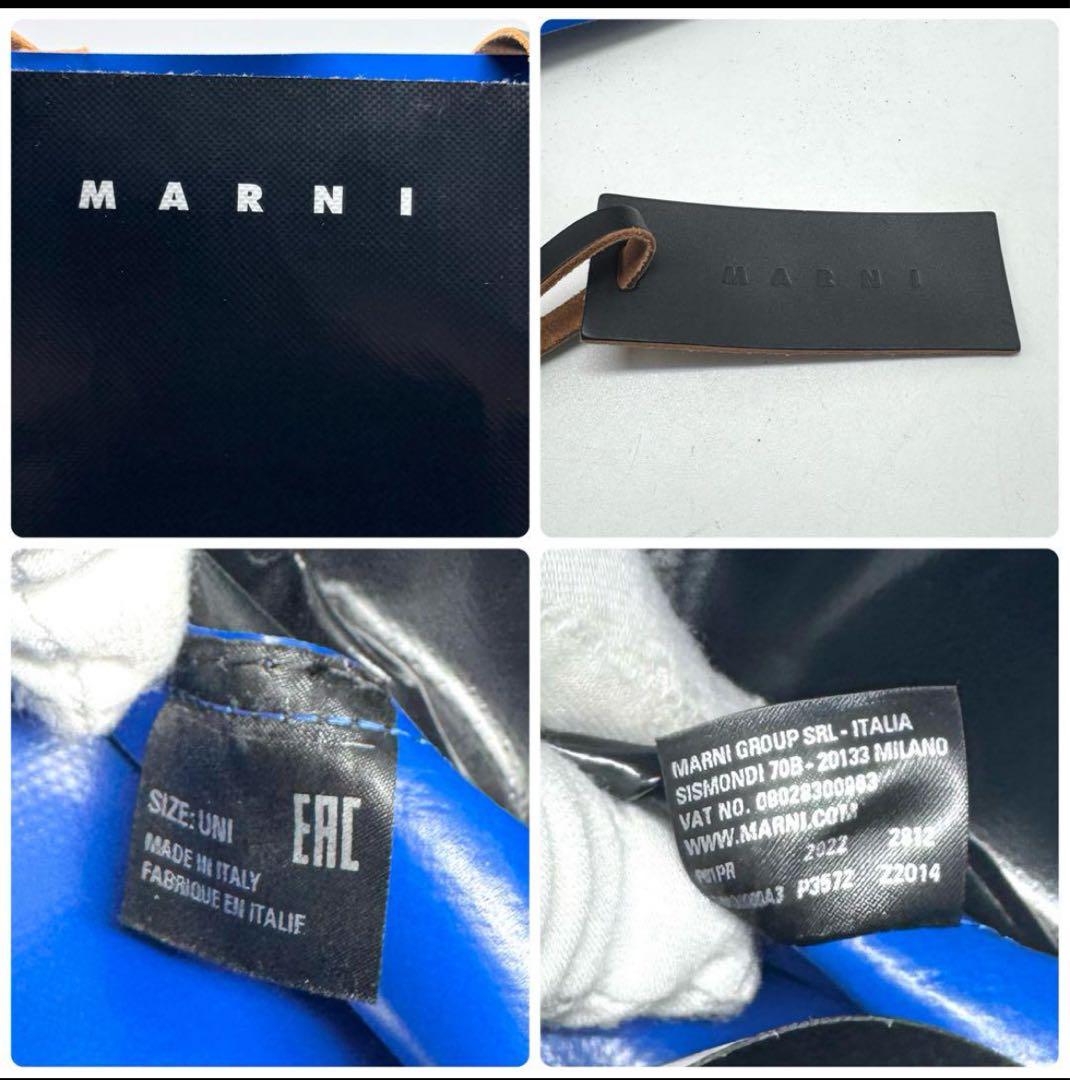 MARNI
MARNI
SIZE: UNI
EAC
MADE IN ITALY
FABRIQUE EN ITALIE
MARNI GROUP SRL - ITALIA
SISMONDI 70B - 20133 MILANO
VAT NO. 08028300963
WWW.MARNI.COM
2022 2812
P3572 Z2014